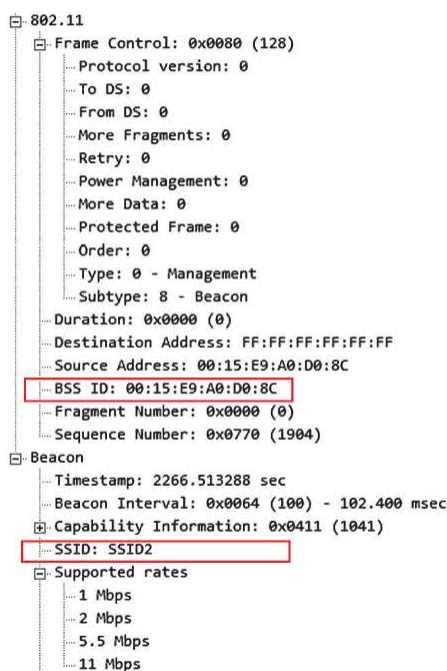 802.11
Frame Control: 0x0080 (128)
Protocol version: 0
To DS: 0
From DS: 0
More Fragments: 0
Retry: 0
Power Management: 0
More Data: 0
Protected Frame: 0
Order: 0
Type: 0 - Management
Subtype: 8 - Beacon
Duration: 0x0000 (0)
Destination Address: FF:FF:FF:FF:FF:FF
Source Address: 00:15:E9:A0:D0:8C
BSS ID: 00:15:E9:A0:D0:8C
Fragment Number: 0x0000 (0)
Sequence Number: 0x0770 (1904)
Beacon
Timestamp: 2266.513288 sec
Beacon Interval: 0x0064 (100) - 102.400 msec
Capability Information: 0x0411 (1041)
SSID: SSID2
Supported rates
1 Mbps
2 Mbps
5.5 Mbps
11 Mbps